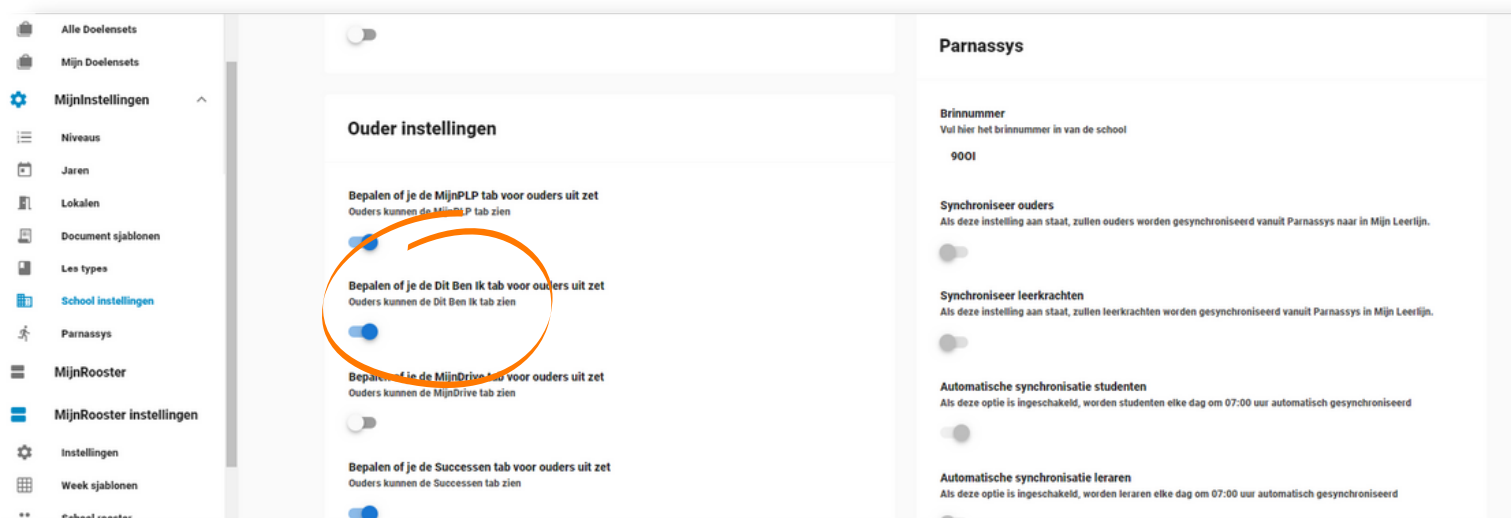 Alle Doelensets
Mijn Doelensets
MijnInstellingen
Niveaus
Jaren
Lokalen
Document sjablonen
Les types
School instellingen
Parnassys
MijnRooster
MijnRooster instellingen
Instellingen
Week sjablonen
School rooster
Ouder instellingen
Bepalen of je de MijnPLP tab voor ouders uit zet
Ouders kunnen de MijnPLP tab zien
Bepalen of je de Dit Ben Ik tab voor ouders uit zet
Ouders kunnen de Dit Ben Ik tab zien
Bepalen of je de MijnDrive tab voor ouders uit zet
Ouders kunnen de MijnDrive tab zien
Bepalen of je de Successen tab voor ouders uit zet
Ouders kunnen de Successen tab zien
Parnassys
Brinnummer
Vul hier het brinnummer in van de school
90OI
Synchroniseer ouders
Als deze instelling aan staat, zullen ouders worden gesynchroniseerd vanuit Parnassys naar in Mijn Leerlijn.
Synchroniseer leerkrachten
Als deze instelling aan staat, zullen leerkrachten worden gesynchroniseerd vanuit Parnassys in Mijn Leerlijn.
Automatische synchronisatie studenten
Als deze optie is ingeschakeld, worden studenten elke dag om 07:00 uur automatisch gesynchroniseerd
Automatische synchronisatie leraren
Als deze optie is ingeschakeld, worden leraren elke dag om 07:00 uur automatisch gesynchroniseerd